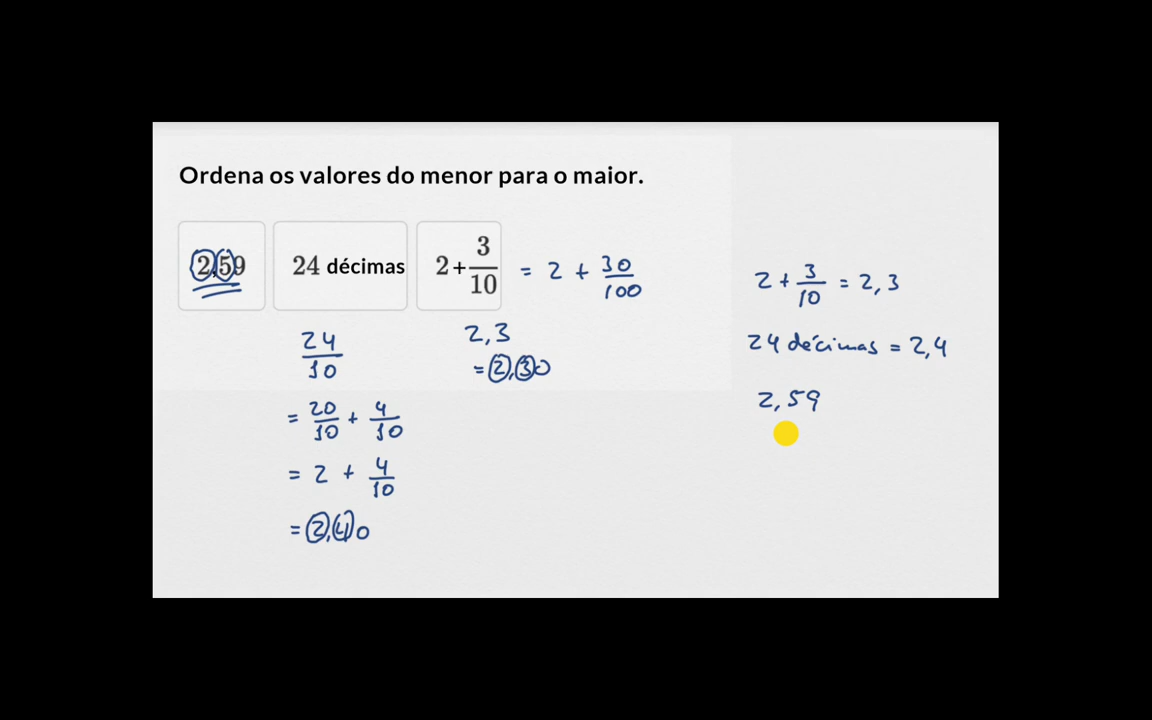 Ordena os valores do menor para o maior.
2,59 24 décimas 2 + 3/10 = 2 + 30/100
24/10
= 20/10 + 4/10
= 2 + 4/10
= 2,40
2,3
= 2,30
2 + 3/10 = 2,3
24 décimas = 2,4
2,59